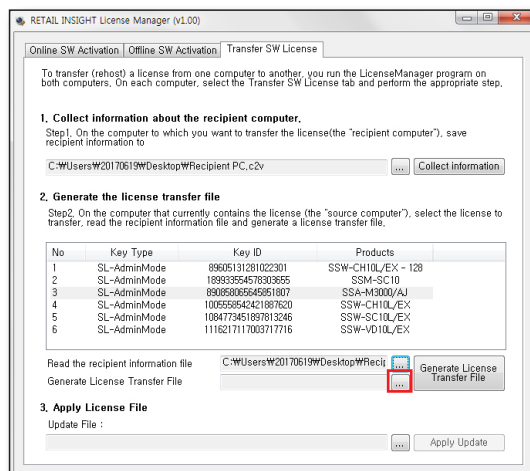 RETAIL INSIGHT License Manager (v1.00)
Online SW Activation Offline SW Activation Transfer SW License
To transfer (rehost) a license from one computer to another, you run the LicenseManager program on
both computers, On each computer, select the Transfer SW License tab and perform the appropriate step,
1, Collect information about the recipient computer,
Step1, On the computer to which you want to transfer the license(the "recipient computer"), save
recipient information to
C:₩Users₩20170619₩Desktop₩Recipient PC,c2v ... Collect information
2, Generate the license transfer file
Step2, On the computer that currently contains the license (the "source computer"), select the license to
transfer, read the recipient information file and generate a license transfer file,
No Key Type Key ID Products
1 SL-AdminMode 89605131281022301 SSW-CH10L/EX - 128
2 SL-AdminMode 189933554578303655 SSM-SC10
3 SL-AdminMode 890858065645851807 SSA-M3000/AJ
4 SL-AdminMode 1005558542421887620 SSW-CH10L/EX
5 SL-AdminMode 1084773451897813246 SSW-SC10L/EX
6 SL-AdminMode 1116217117003717716 SSW-VD10L/EX
Read the recipient information file C:₩Users₩20170619₩Desktop₩Recip ... Generate License
Generate License Transfer File ... Transfer File
3, Apply License File
Update File :
... Apply Update